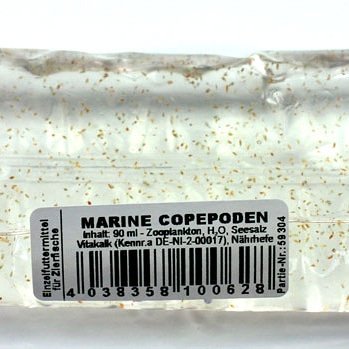 MARINE COPEPODEN
Inhalt: 90 ml - Zooplankton, H₂O, Seesalz
Vitakalk (Kennr.a DE-NI-2-00017), Nährhefe
Einzelfuttermittel
für Zierfische
4 038358 100628
Partie-Nr.:59304